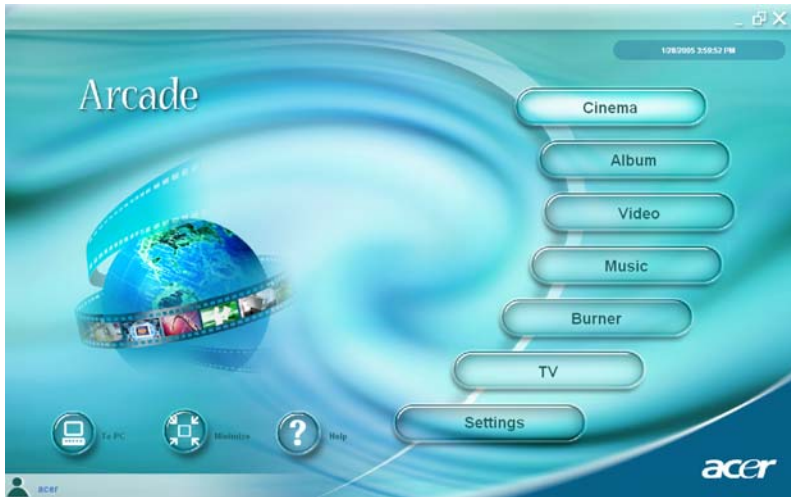 1/28/2005 3:59:52 PM
Arcade
Cinema
Album
Video
Music
Burner
TV
Settings
To PC
Minimize
Help
acer
acer